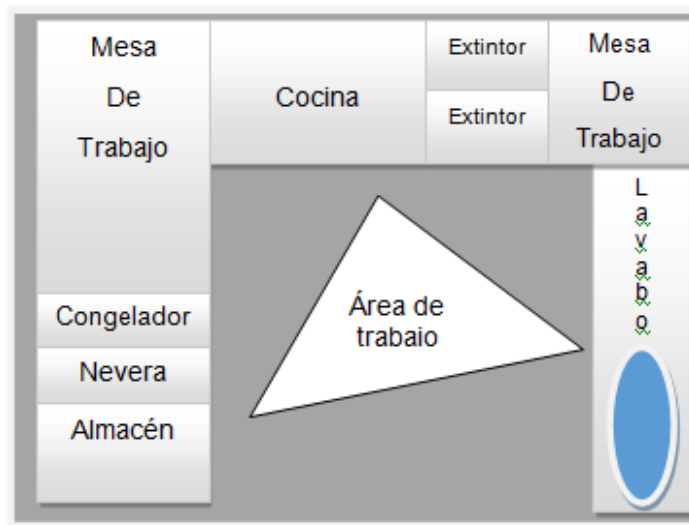 Mesa
De
Trabajo
Cocina
Extintor
Extintor
Mesa
De
Trabajo
L
a
v
a
b
o
Congelador
Nevera
Almacén
Área de
trabaio